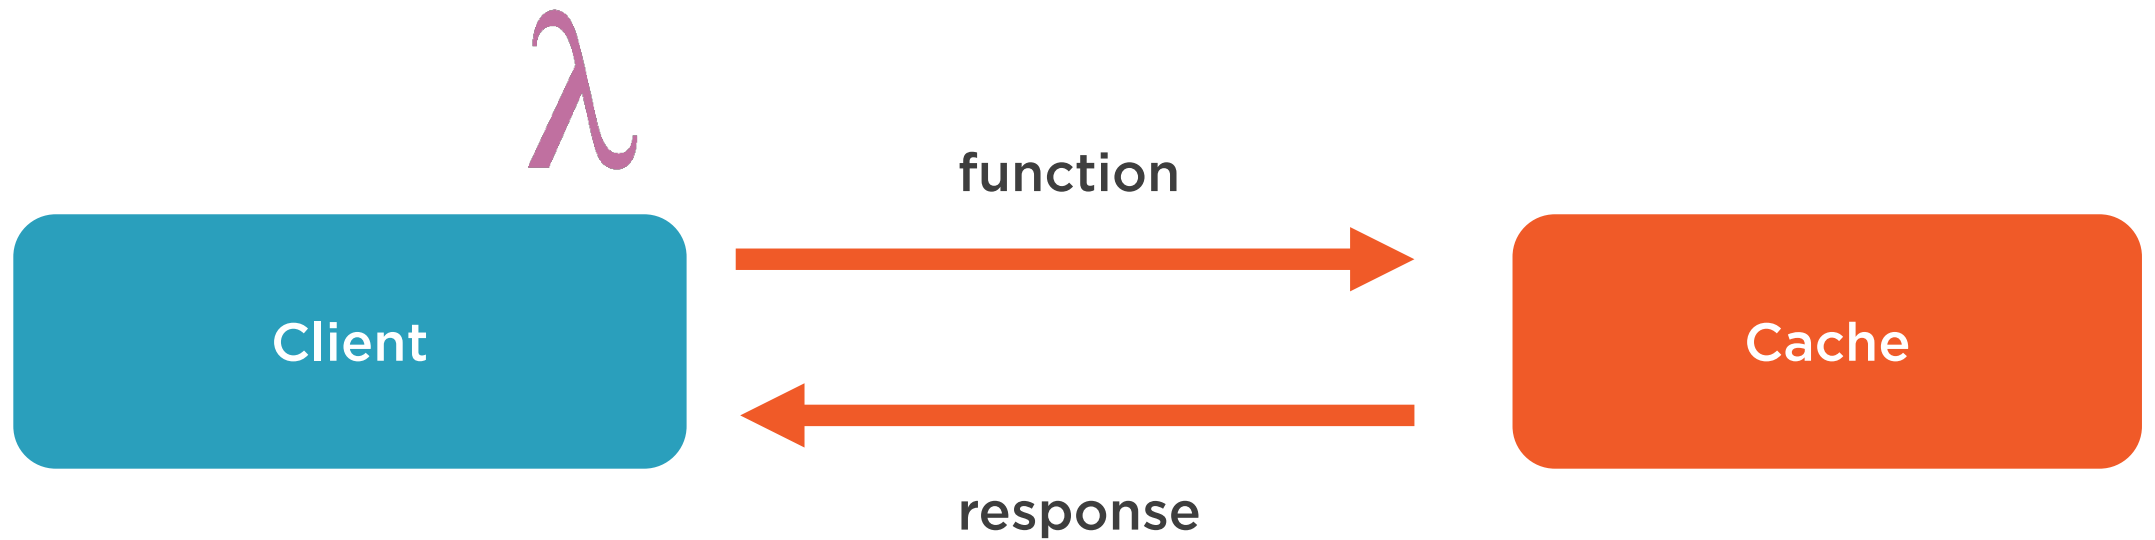 λ
function
Client
Cache
response